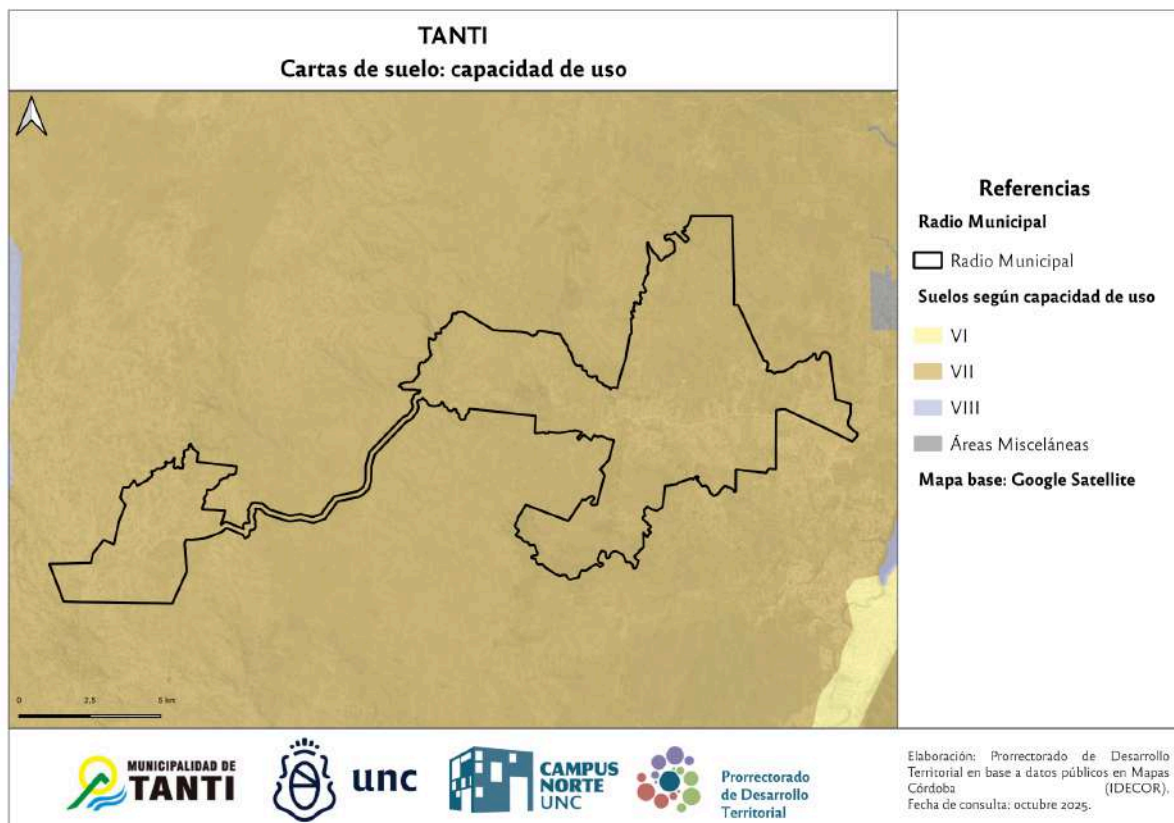 TANTI
Cartas de suelo: capacidad de uso
Referencias
Radio Municipal
Radio Municipal
Suelos según capacidad de uso
VI
VII
VIII
Áreas Misceláneas
Mapa base: Google Satellite
0 2,5 5 km
MUNICIPALIDAD DE
TANTI
unc
CAMPUS
NORTE
UNC
Prorrectorado
de Desarrollo
Territorial
Elaboración: Prorrectorado de Desarrollo
Territorial en base a datos públicos en Mapas
Córdoba (IDECOR).
Fecha de consulta: octubre 2025.